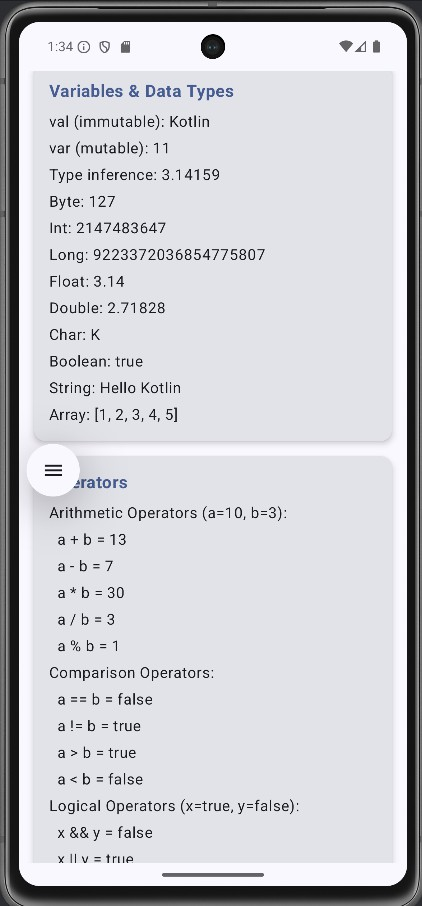 1:34
Variables & Data Types
val (immutable): Kotlin
var (mutable): 11
Type inference: 3.14159
Byte: 127
Int: 2147483647
Long: 9223372036854775807
Float: 3.14
Double: 2.71828
Char: K
Boolean: true
String: Hello Kotlin
Array: [1, 2, 3, 4, 5]
erators
Arithmetic Operators (a=10, b=3):
a + b = 13
a - b = 7
a * b = 30
a / b = 3
a % b = 1
Comparison Operators:
a == b = false
a != b = true
a > b = true
a < b = false
Logical Operators (x=true, y=false):
x && y = false
x || y = true